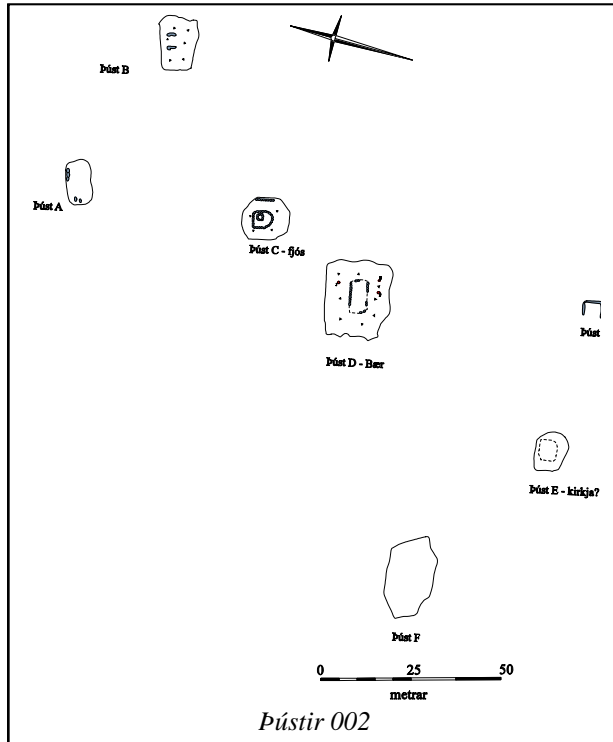 Þúst B
Þúst A
Þúst C - fjós
Þúst
Þúst D - Bær
Þúst E - kirkja?
Þúst F
0 25 50
metrar
Þústir 002